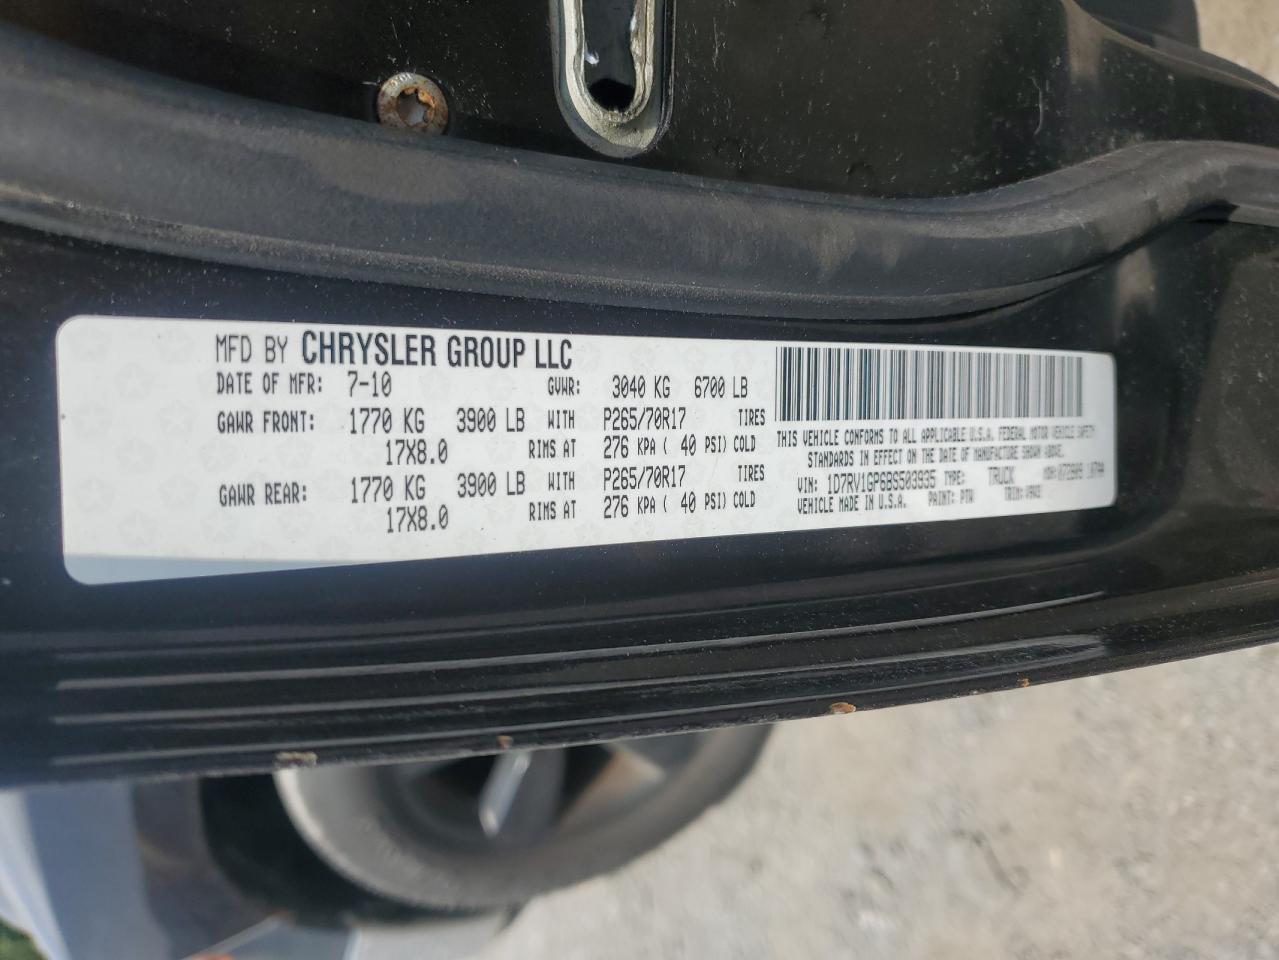 MFD BY CHRYSLER GROUP LLC
DATE OF MFR: 7-10 GVWR: 3040 KG 6700 LB
GAWR FRONT: 1770 KG 3900 LB WITH P265/70R17 TIRES
17X8.0 RIMS AT 276 KPA ( 40 PSI) COLD
GAWR REAR: 1770 KG 3900 LB WITH P265/70R17 TIRES
17X8.0 RIMS AT 276 KPA ( 40 PSI) COLD
THIS VEHICLE CONFORMS TO ALL APPLICABLE U.S.A. FEDERAL MOTOR VEHICLE SAFETY
STANDARDS IN EFFECT ON THE DATE OF MANUFACTURE SHOWN ABOVE.
VIN: 1D7RV1GP6BS503935 TYPE: TRUCK MDH:
VEHICLE MADE IN U.S.A. PAINT: TRIM: